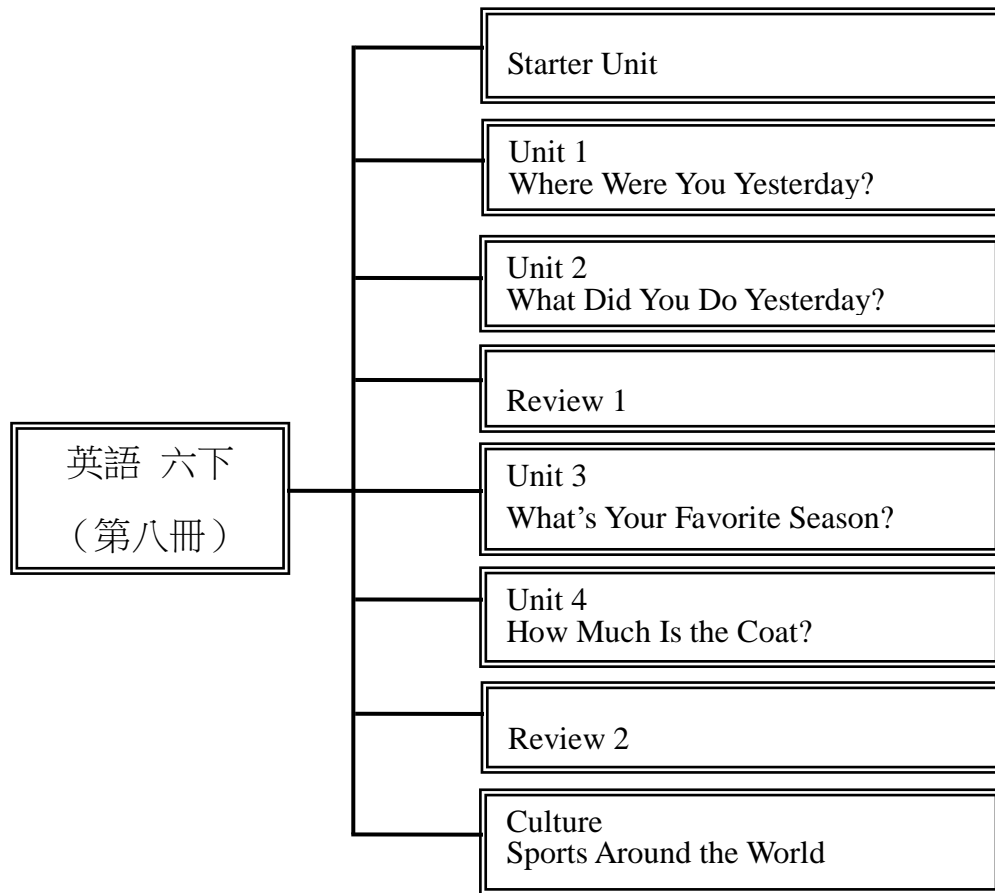 英語 六下
（第八冊）
Starter Unit
Unit 1
Where Were You Yesterday?
Unit 2
What Did You Do Yesterday?
Review 1
Unit 3
What’s Your Favorite Season?
Unit 4
How Much Is the Coat?
Review 2
Culture
Sports Around the World